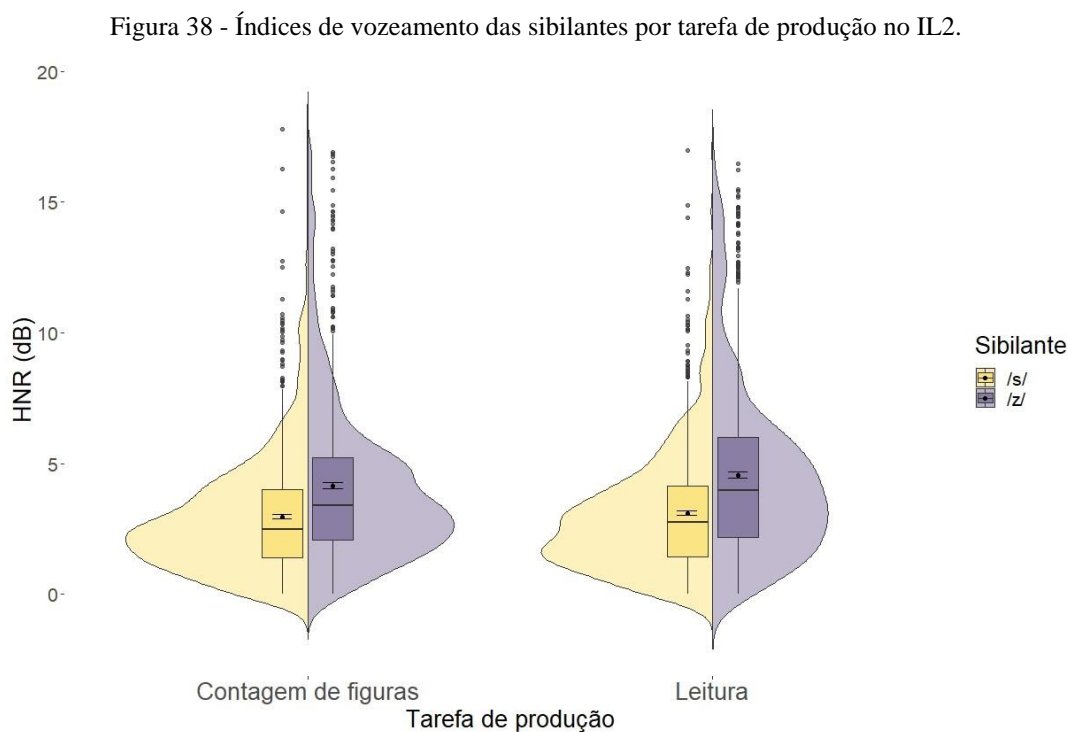 Figura 38 - Índices de vozeamento das sibilantes por tarefa de produção no IL2.
20
15
10
5
0
HNR (dB)
Sibilante
/s/
/z/
Contagem de figuras
Leitura
Tarefa de produção